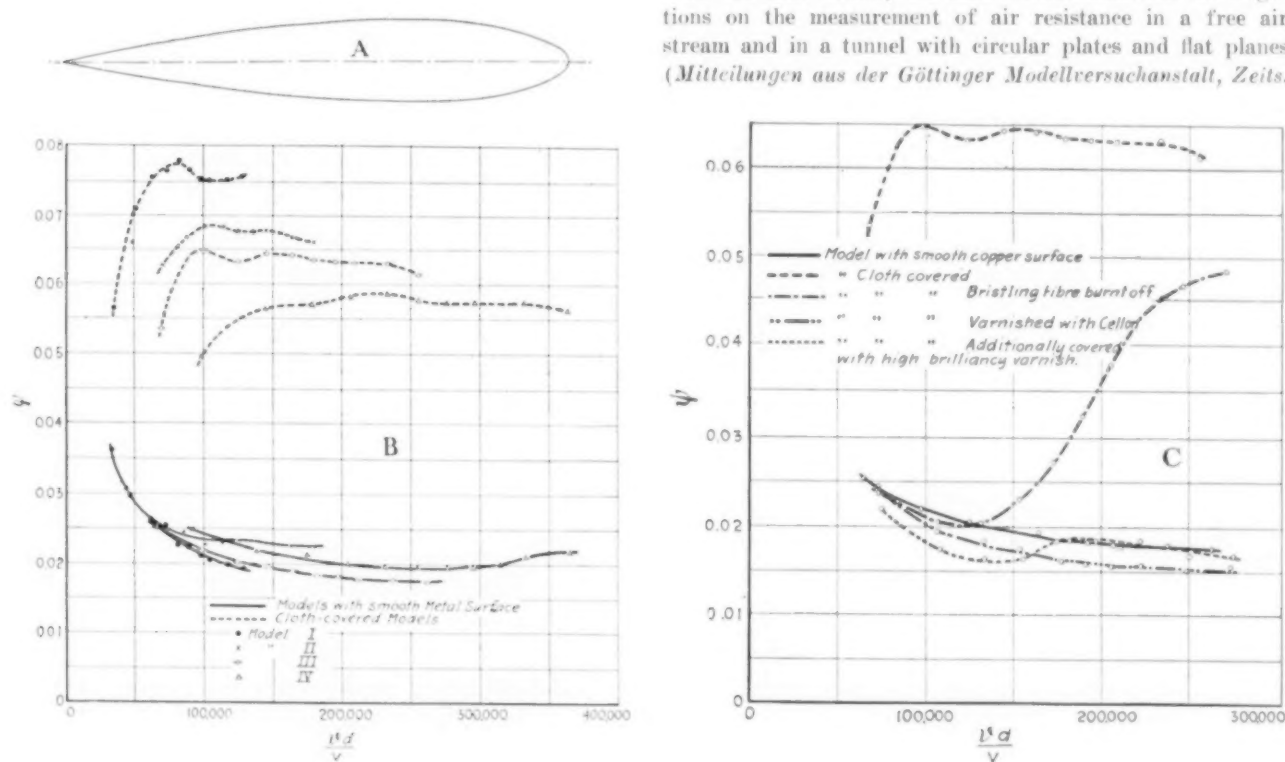 tions on the measurement of air resistance in a free air
stream and in a tunnel with circular plates and flat planes
(Mitteilungen aus der Göttinger Modellversuchanstalt, Zeits.
A
0.08
0.07
0.06
0.05
0.04
0.03
0.02
0.01
0
φ
B
Models with smooth Metal Surface
Cloth-covered Models
Model I
" II
III
IV
0
100,000
200,000
300,000
400,000
0.06
0.05
0.04
0.03
0.02
0.01
0
ψ
C
Model with smooth copper surface
" Cloth covered
" " " Bristling fibre burnt off
" " " Varnished with Cellon
" " " Additionally covered
with high brilliancy varnish.
100,000
200,000
300,000